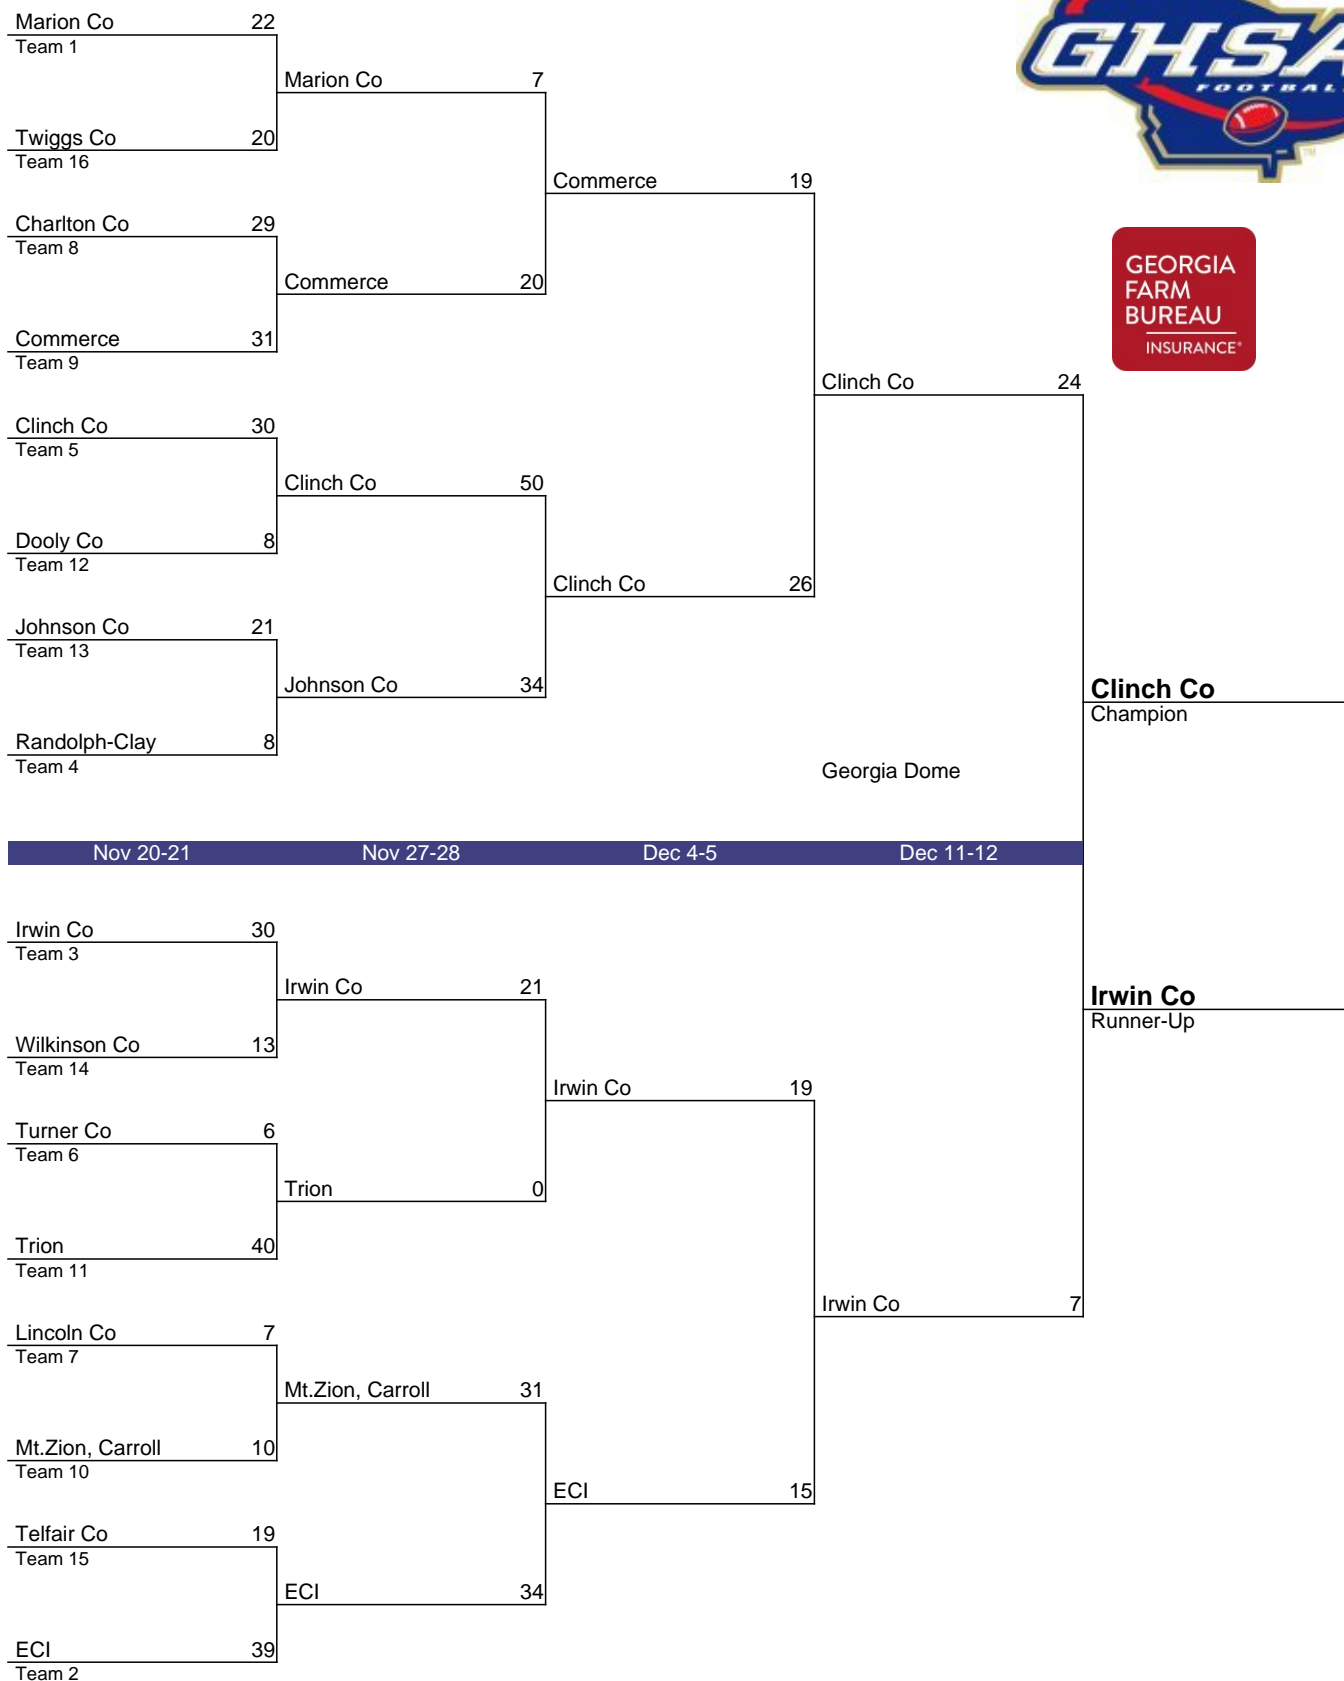 Marion Co 22
Team 1
Marion Co 7
Twiggs Co 20
Team 16
Commerce 19
Charlton Co 29
Team 8
Commerce 20
Commerce 31
Team 9
Clinch Co 24
Clinch Co 30
Team 5
Clinch Co 50
Dooly Co 8
Team 12
Clinch Co 26
Johnson Co 21
Team 13
Johnson Co 34
Randolph-Clay 8
Team 4
Clinch Co
Champion
Georgia Dome
GHSA
FOOTBAL
TM
GEORGIA
FARM
BUREAU
INSURANCE®
Nov 20-21 Nov 27-28 Dec 4-5 Dec 11-12
Irwin Co 30
Team 3
Irwin Co 21
Irwin Co
Runner-Up
Wilkinson Co 13
Team 14
Irwin Co 19
Turner Co 6
Team 6
Trion 0
Trion 40
Team 11
Irwin Co 7
Lincoln Co 7
Team 7
Mt.Zion, Carroll 31
Mt.Zion, Carroll 10
Team 10
ECI 15
Telfair Co 19
Team 15
ECI 34
ECI 39
Team 2